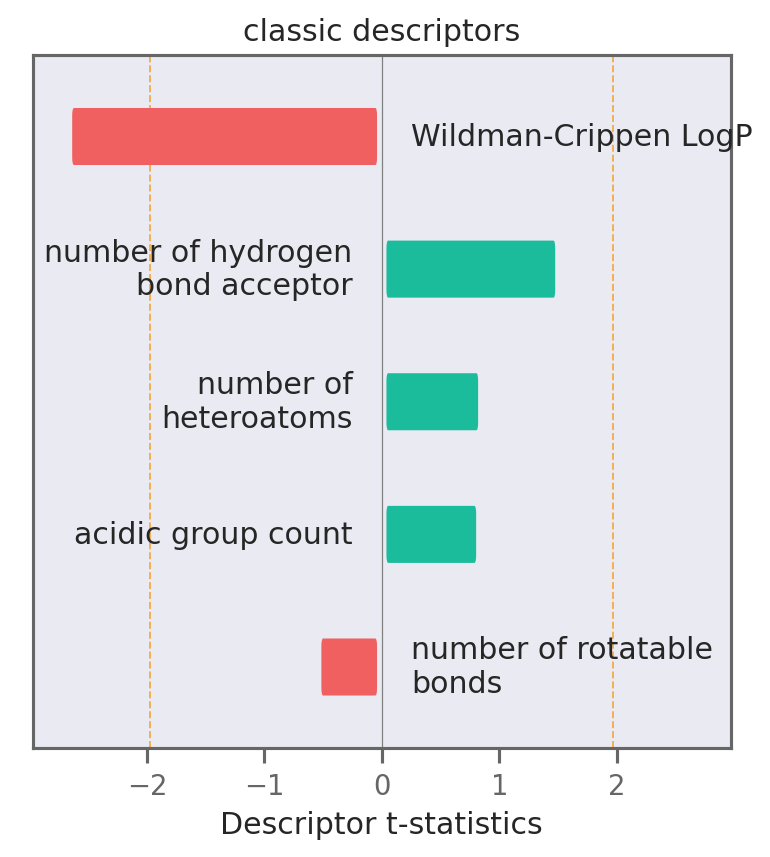 classic descriptors
Wildman-Crippen LogP
number of hydrogen
bond acceptor
number of
heteroatoms
acidic group count
number of rotatable
bonds
−2 −1 0 1 2
Descriptor t-statistics